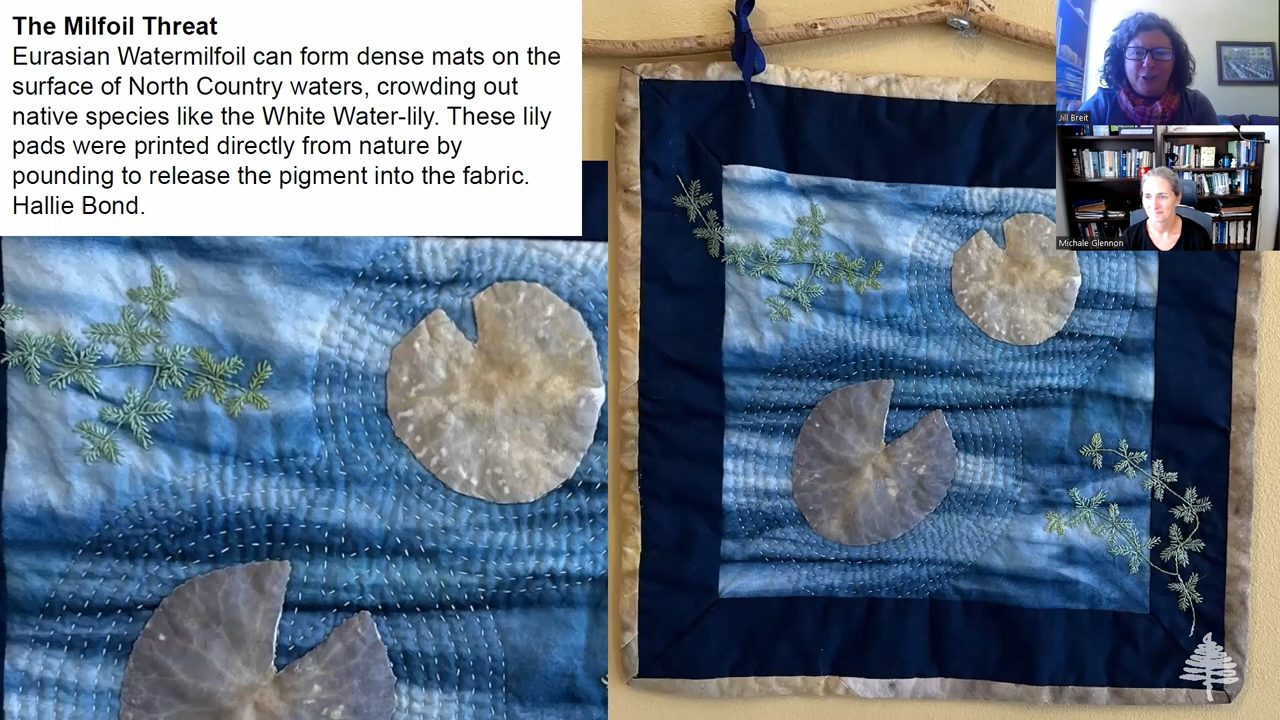 The Milfoil Threat
Eurasian Watermilfoil can form dense mats on the
surface of North Country waters, crowding out
native species like the White Water-lily. These lily
pads were printed directly from nature by
pounding to release the pigment into the fabric.
Hallie Bond.
Jill Breit
Michale Glennon